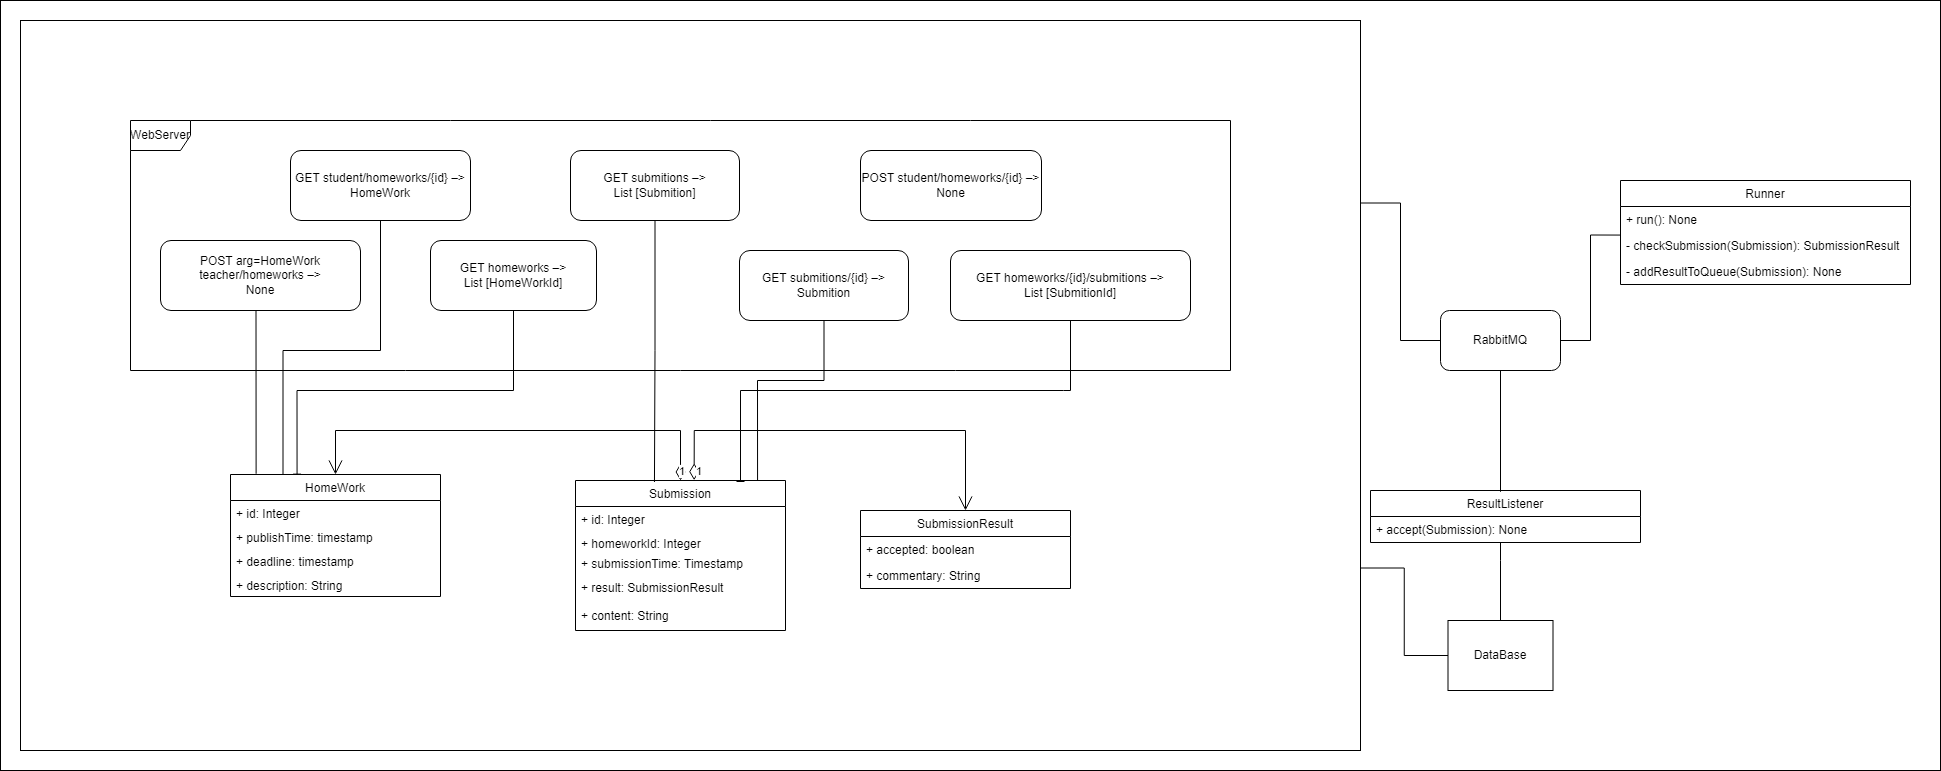 WebServer
GET student/homeworks/{id} –>
HomeWork
GET submitions –>
List [Submition]
POST student/homeworks/{id} –>
None
POST arg=HomeWork
teacher/homeworks –>
None
GET homeworks –>
List [HomeWorkId]
GET submitions/{id} –>
Submition
GET homeworks/{id}/submitions –>
List [SubmitionId]
1
1
HomeWork
+ id: Integer
+ publishTime: timestamp
+ deadline: timestamp
+ description: String
Submission
+ id: Integer
+ homeworkId: Integer
+ submissionTime: Timestamp
+ result: SubmissionResult
+ content: String
SubmissionResult
+ accepted: boolean
+ commentary: String
Runner
+ run(): None
- checkSubmission(Submission): SubmissionResult
- addResultToQueue(Submission): None
RabbitMQ
ResultListener
+ accept(Submission): None
DataBase